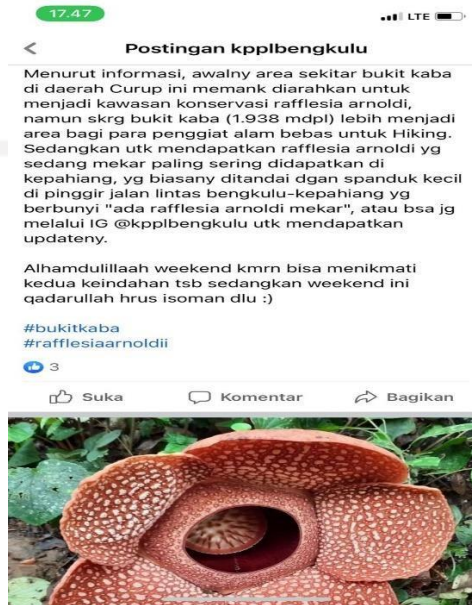 17.47
LTE
Postingan kpplbengkulu
Menurut informasi, awalny area sekitar bukit kaba
di daerah Curup ini memank diarahkan untuk
menjadi kawasan konservasi rafflesia arnoldi,
namun skrg bukit kaba (1.938 mdpl) lebih menjadi
area bagi para penggiat alam bebas untuk Hiking.
Sedangkan utk mendapatkan rafflesia arnoldi yg
sedang mekar paling sering didapatkan di
kepahiang, yg biasany ditandai dgan spanduk kecil
di pinggir jalan lintas bengkulu-kepahiang yg
berbunyi "ada rafflesia arnoldi mekar", atau bsa jg
melalui IG @kpplbengkulu utk mendapatkan
updateny.
Alhamdulillaah weekend kmrn bisa menikmati
kedua keindahan tsb sedangkan weekend ini
qadarullah hrus isoman dlu :)
#bukitkaba
#rafflesiaarnoldii
3
Suka Komentar Bagikan